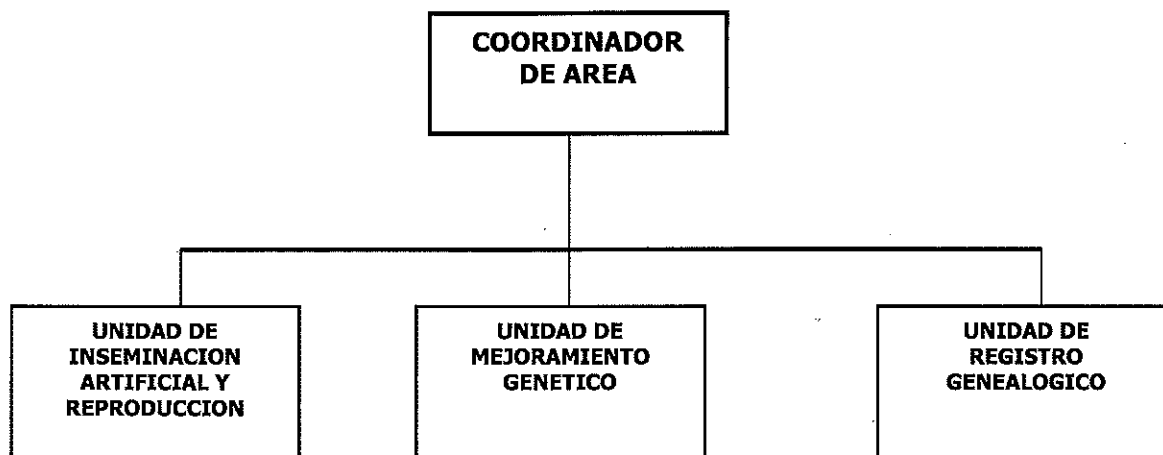 COORDINADOR
DE AREA
UNIDAD DE
INSEMINACION
ARTIFICIAL Y
REPRODUCCION
UNIDAD DE
MEJORAMIENTO
GENETICO
UNIDAD DE
REGISTRO
GENEALOGICO